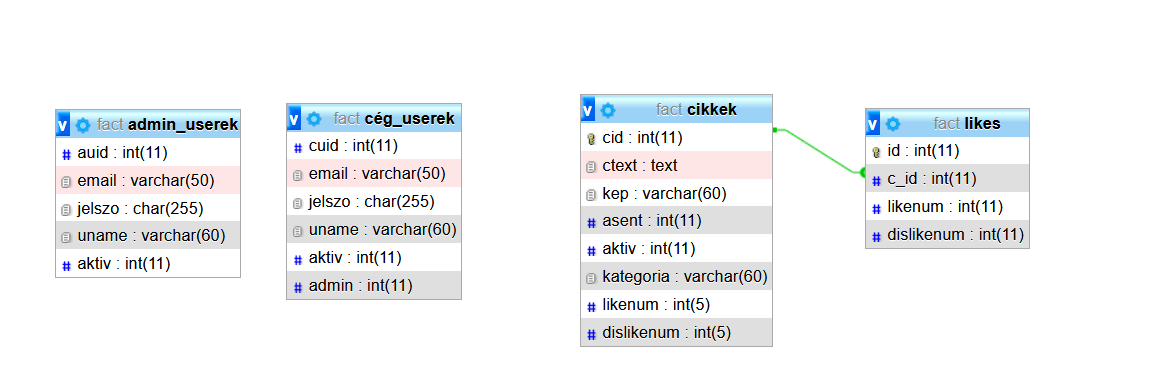 v fact admin_userek
# auid : int(11)
email : varchar(50)
jelszo : char(255)
uname : varchar(60)
# aktiv : int(11)
v fact cég_userek
# cuid : int(11)
email : varchar(50)
jelszo : char(255)
uname : varchar(60)
# aktiv : int(11)
# admin : int(11)
v fact cikkek
cid : int(11)
ctext : text
kep : varchar(60)
# asent : int(11)
# aktiv : int(11)
kategoria : varchar(60)
# likenum : int(5)
# dislikenum : int(5)
v fact likes
id : int(11)
# c_id : int(11)
# likenum : int(11)
# dislikenum : int(11)